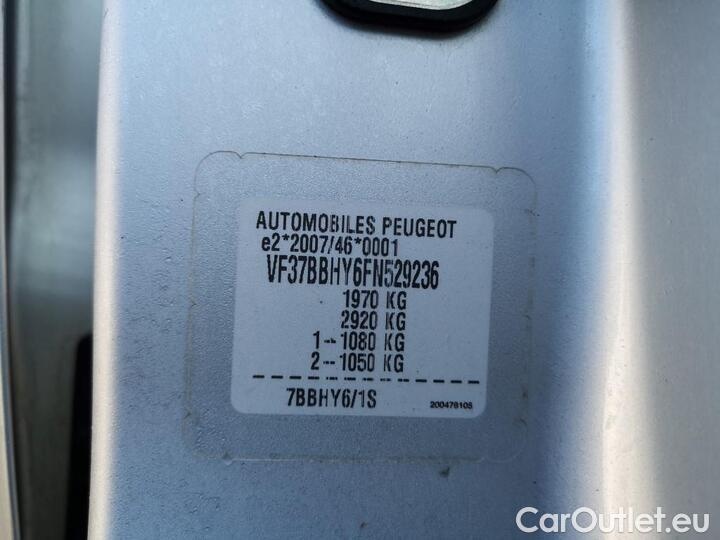 AUTOMOBILES PEUGEOT
e2*2007/46*0001
VF37BBHY6FN529236
1970 KG
2920 KG
1--1080 KG
2--1050 KG
7BBHY6/1S
200476105
CarOutlet.eu